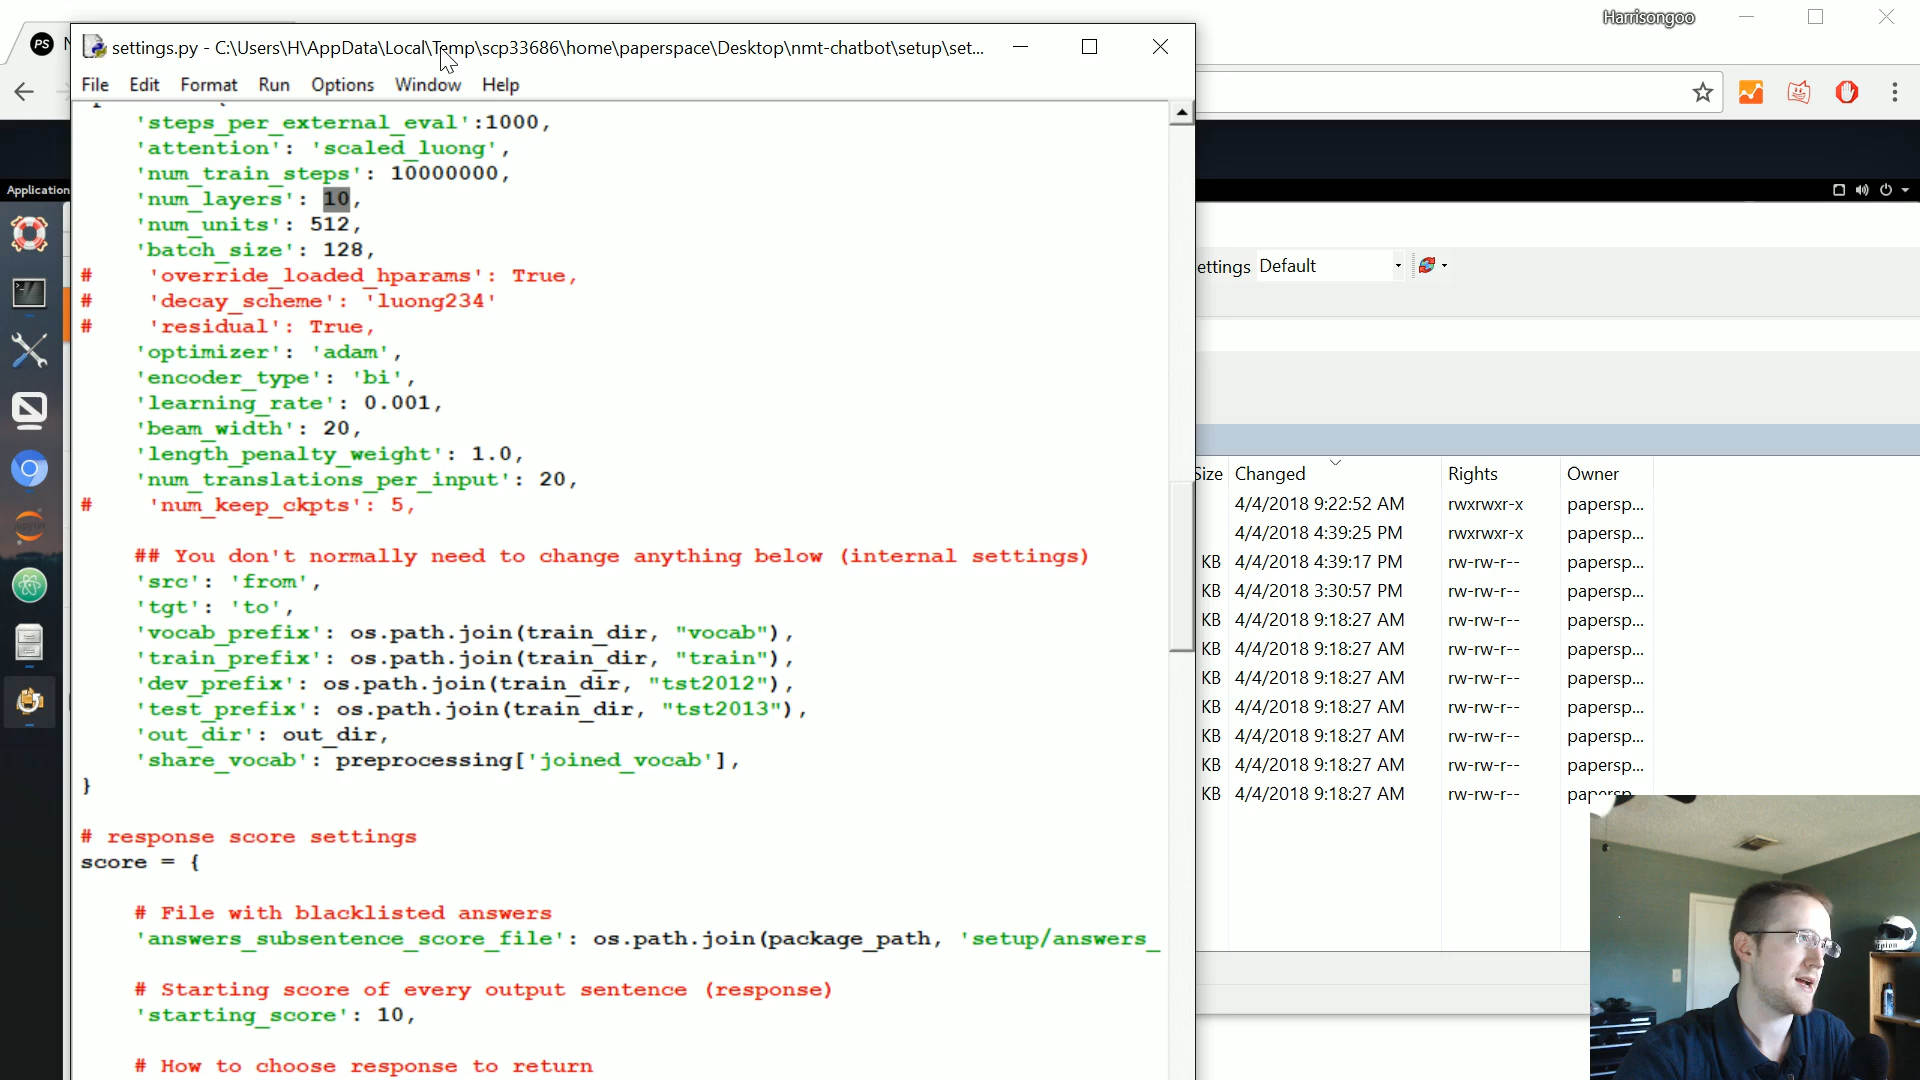 Harrisongoo
PS
settings.py - C:\Users\H\AppData\Local\Temp\scp33686\home\paperspace\Desktop\nmt-chatbot\setup\set...
File Edit Format Run Options Window Help
'steps_per_external_eval':1000,
'attention': 'scaled_luong',
'num_train_steps': 10000000,
'num_layers': 10,
'num_units': 512,
'batch_size': 128,
# 'override_loaded_hparams': True,
# 'decay_scheme': 'luong234'
# 'residual': True,
'optimizer': 'adam',
'encoder_type': 'bi',
'learning_rate': 0.001,
'beam_width': 20,
'length_penalty_weight': 1.0,
'num_translations_per_input': 20,
# 'num_keep_ckpts': 5,
## You don't normally need to change anything below (internal settings)
'src': 'from',
'tgt': 'to',
'vocab_prefix': os.path.join(train_dir, "vocab"),
'train_prefix': os.path.join(train_dir, "train"),
'dev_prefix': os.path.join(train_dir, "tst2012"),
'test_prefix': os.path.join(train_dir, "tst2013"),
'out_dir': out_dir,
'share_vocab': preprocessing['joined_vocab'],
}
# response score settings
score = {
# File with blacklisted answers
'answers_subsentence_score_file': os.path.join(package_path, 'setup/answers_
# Starting score of every output sentence (response)
'starting_score': 10,
# How to choose response to return
Application
ettings Default
Size Changed Rights Owner
4/4/2018 9:22:52 AM rwxrwxr-x papersp...
4/4/2018 4:39:25 PM rwxrwxr-x papersp...
KB 4/4/2018 4:39:17 PM rw-rw-r-- papersp...
KB 4/4/2018 3:30:57 PM rw-rw-r-- papersp...
KB 4/4/2018 9:18:27 AM rw-rw-r-- papersp...
KB 4/4/2018 9:18:27 AM rw-rw-r-- papersp...
KB 4/4/2018 9:18:27 AM rw-rw-r-- papersp...
KB 4/4/2018 9:18:27 AM rw-rw-r-- papersp...
KB 4/4/2018 9:18:27 AM rw-rw-r-- papersp...
KB 4/4/2018 9:18:27 AM rw-rw-r-- papersp...
KB 4/4/2018 9:18:27 AM rw-rw-r-- papersp